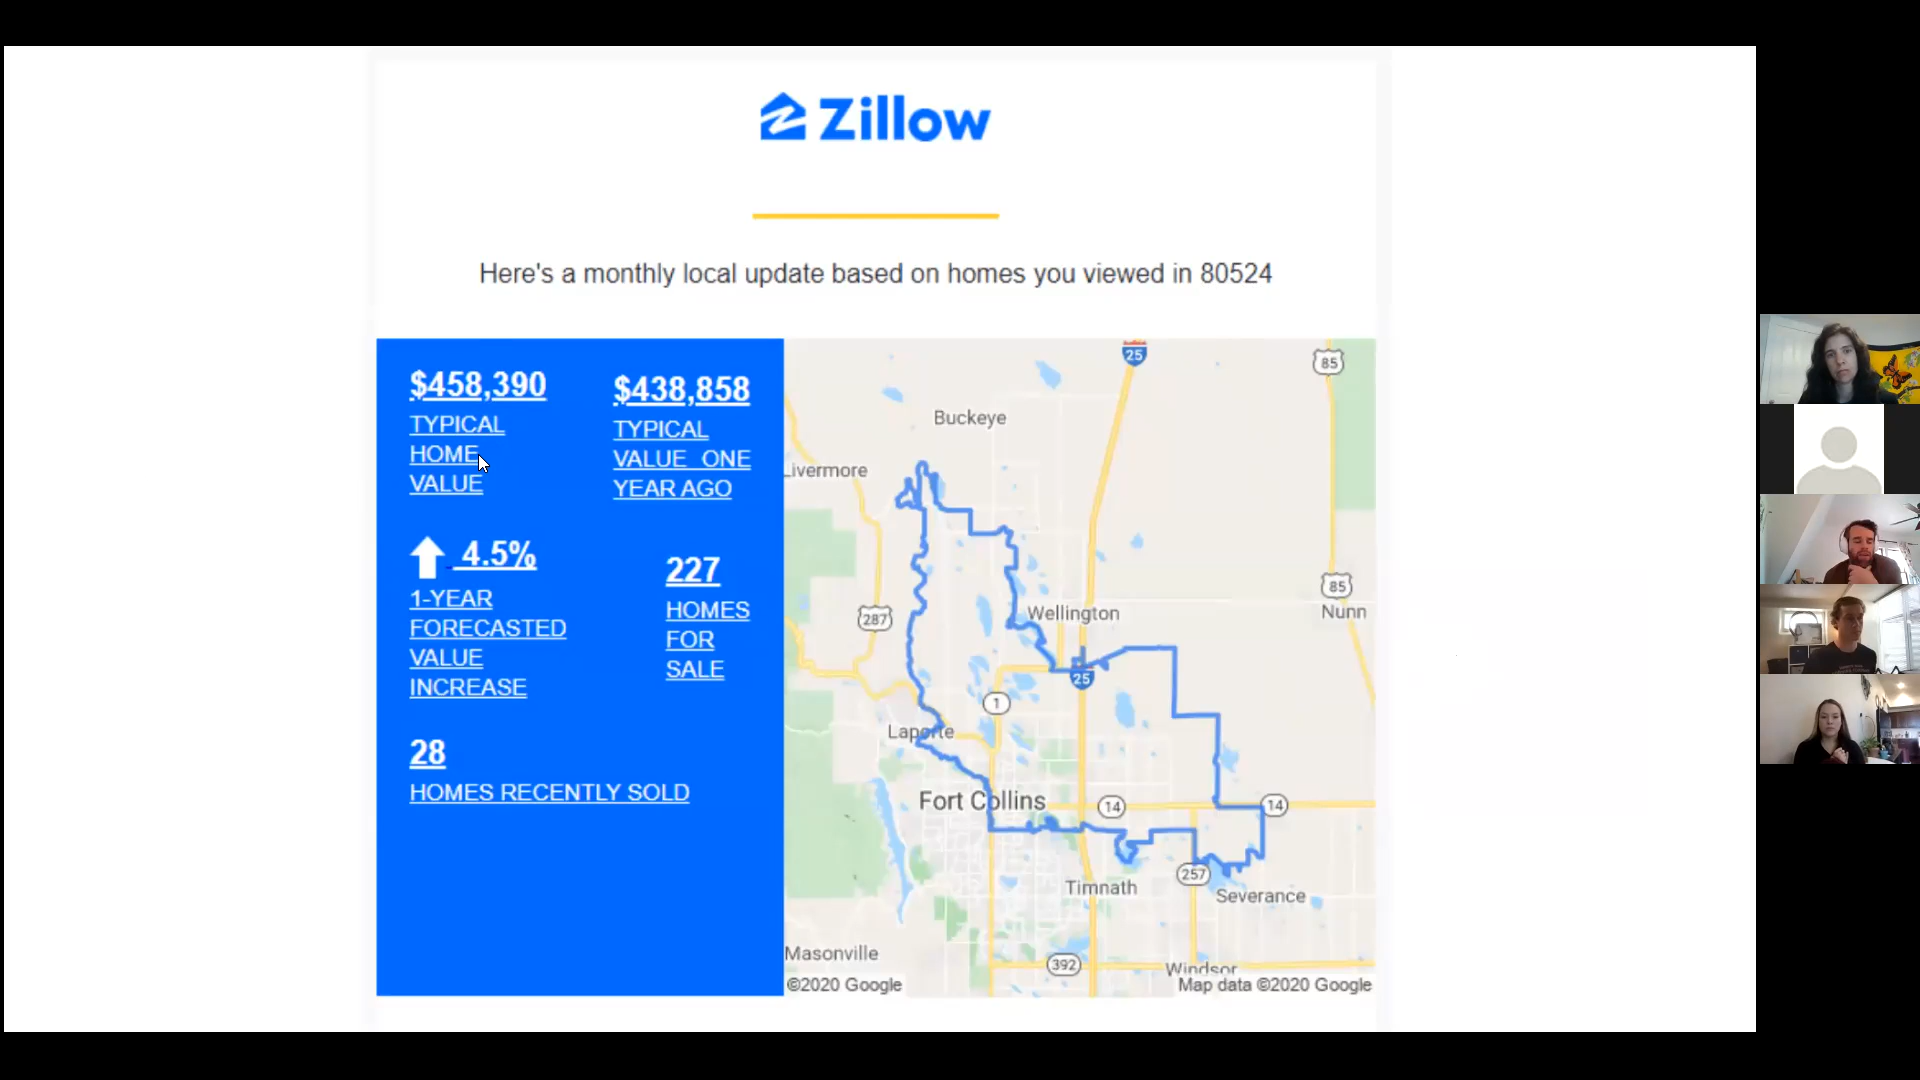 Zillow
Here's a monthly local update based on homes you viewed in 80524
$458,390
TYPICAL
HOME
VALUE
$438,858
TYPICAL
VALUE ONE
YEAR AGO
4.5%
1-YEAR
FORECASTED
VALUE
INCREASE
227
HOMES
FOR
SALE
28
HOMES RECENTLY SOLD
25
85
Buckeye
Livermore
287
Wellington
85
Nunn
25
1
Laporte
Fort Collins
14
14
257
Timnath
Severance
Masonville
392
Windsor
©2020 Google
Map data ©2020 Google